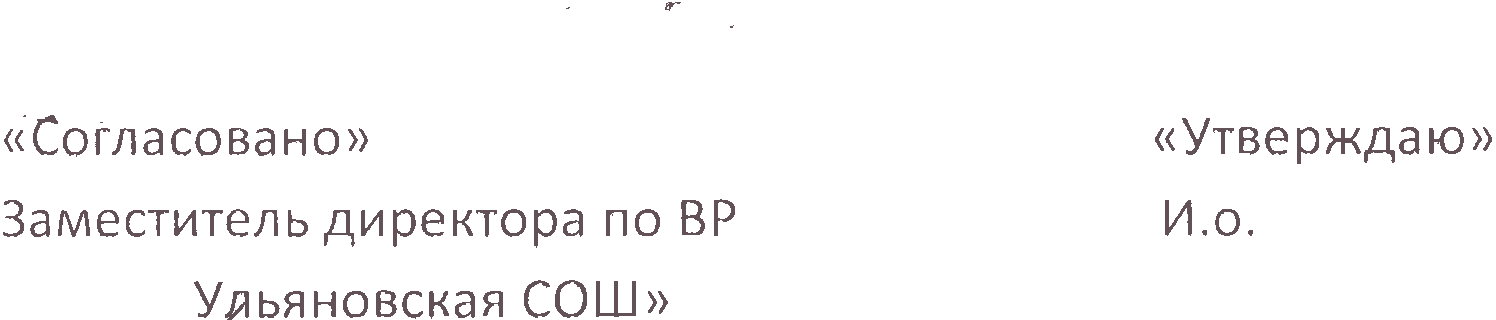 «Согласовано» «Утверждаю»
Заместитель директора по ВР И.о.
Ульяновская СОШ»